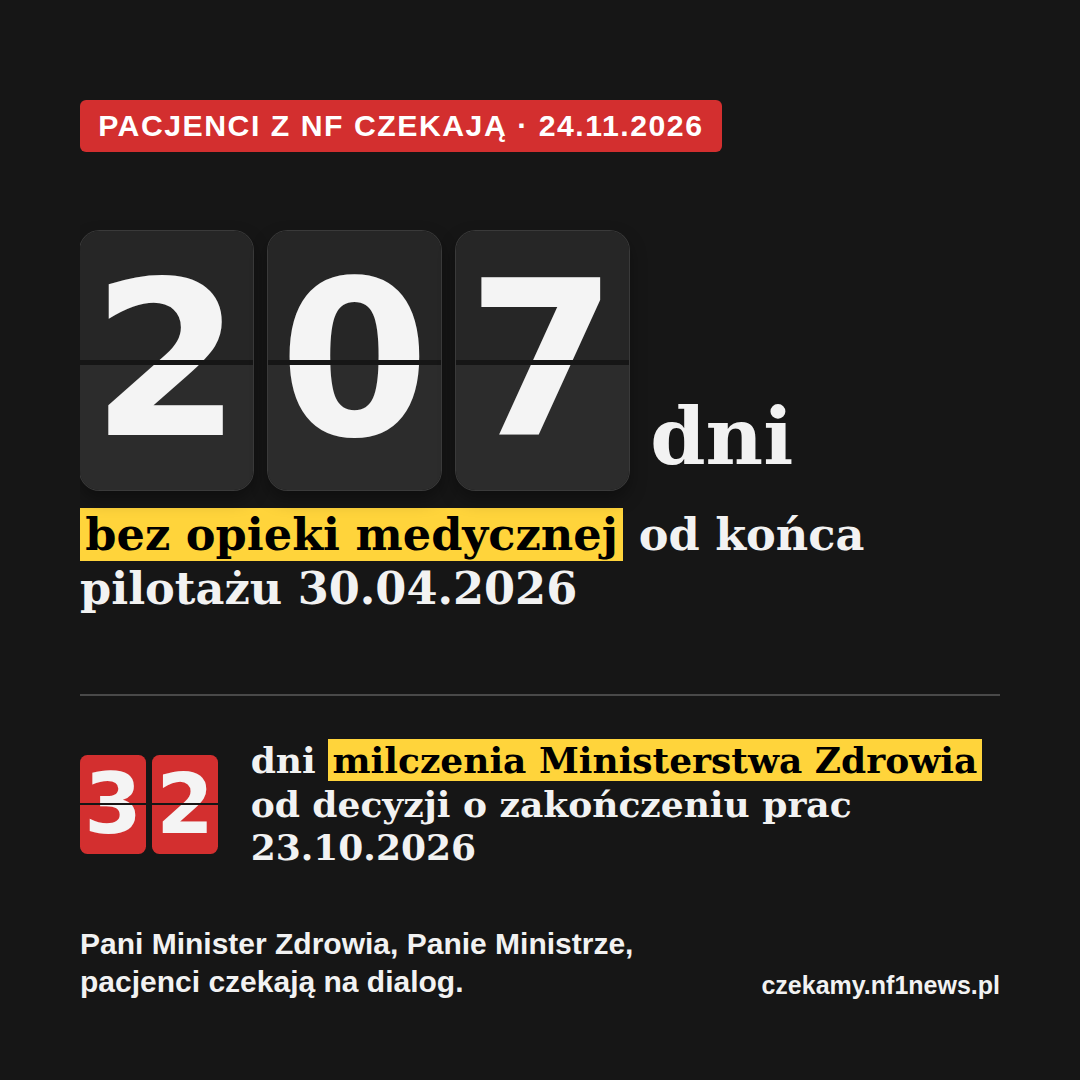 PACJENCI Z NF CZEKAJĄ · 24.11.2026
207 dni
bez opieki medycznej od końca
pilotażu 30.04.2026
32
dni milczenia Ministerstwa Zdrowia
od decyzji o zakończeniu prac
23.10.2026
Pani Minister Zdrowia, Panie Ministrze,
pacjenci czekają na dialog.
czekamy.nf1news.pl